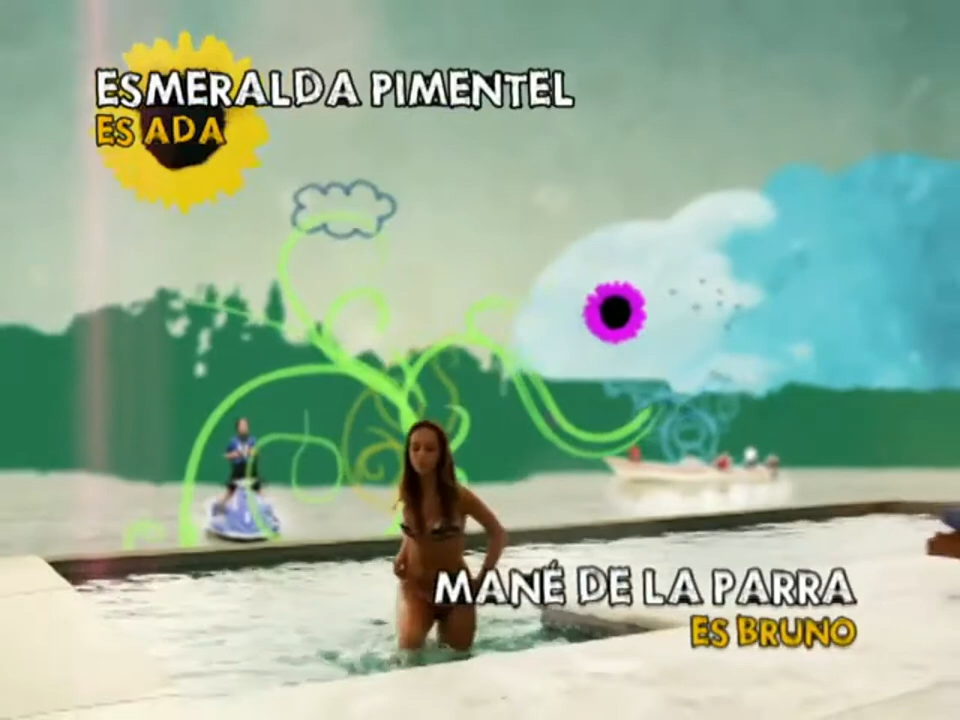 ESMERALDA PIMENTEL
ES ADA
MANÉ DE LA PARRA
ES BRUNO